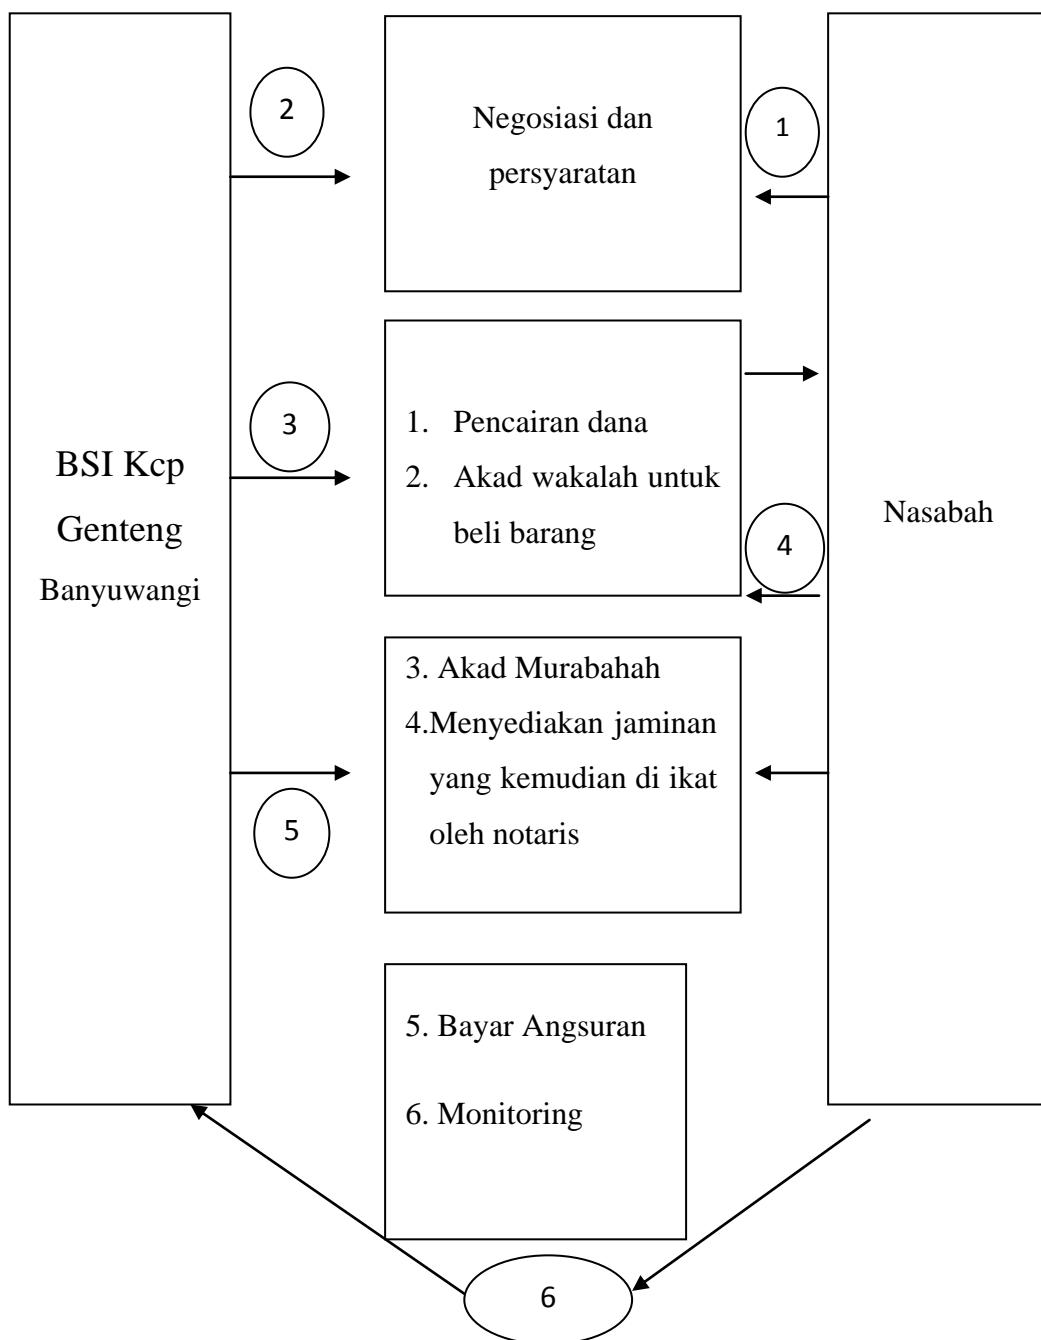 2
Negosiasi dan
persyaratan
1
3
1. Pencairan dana
2. Akad wakalah untuk
beli barang
4
BSI Kcp
Genteng
Banyuwangi
Nasabah
3. Akad Murabahah
4.Menyediakan jaminan
yang kemudian di ikat
oleh notaris
5
5. Bayar Angsuran
6. Monitoring
6